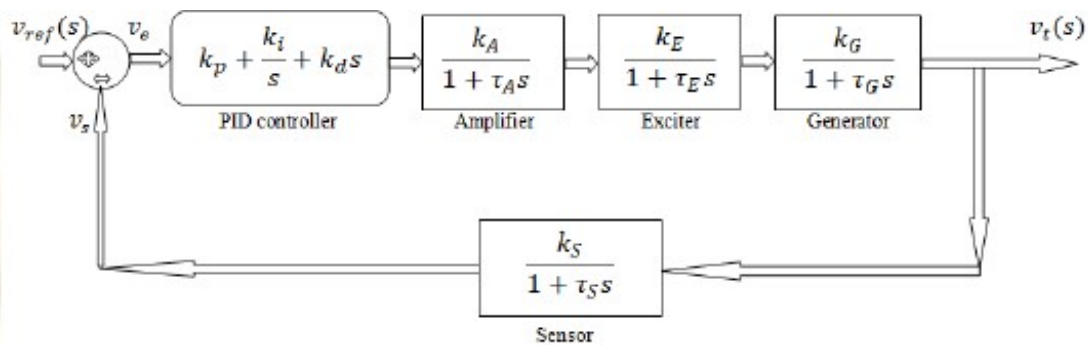 v_ref(s)
v_e
k_p + k_i/s + k_d s
k_A/(1 + τ_A s)
k_E/(1 + τ_E s)
k_G/(1 + τ_G s)
v_t(s)
PID controller
Amplifier
Exciter
Generator
v_s
k_S/(1 + τ_S s)
Sensor